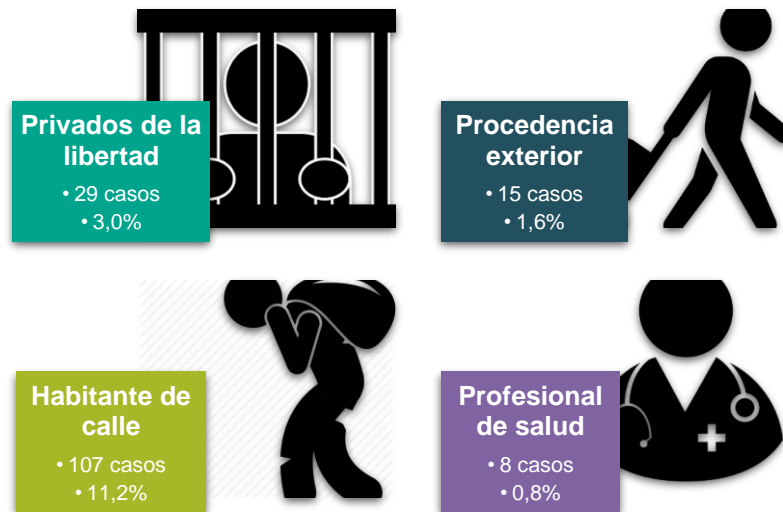 Privados de la
libertad
• 29 casos
• 3,0%
Procedencia
exterior
• 15 casos
• 1,6%
Habitante de
calle
• 107 casos
• 11,2%
Profesional
de salud
• 8 casos
• 0,8%